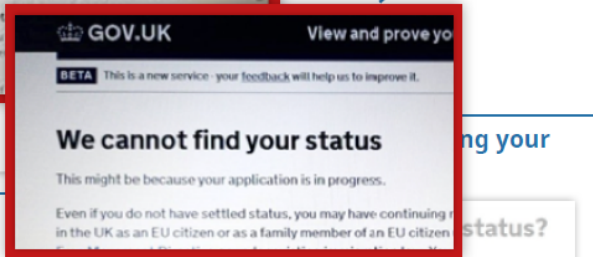 GOV.UK
View and prove yo
BETA This is a new service - your feedback will help us to improve it.
We cannot find your status
ng your
This might be because your application is in progress.
Even if you do not have settled status, you may have continuing r
in the UK as an EU citizen or as a family member of an EU citizen
status?